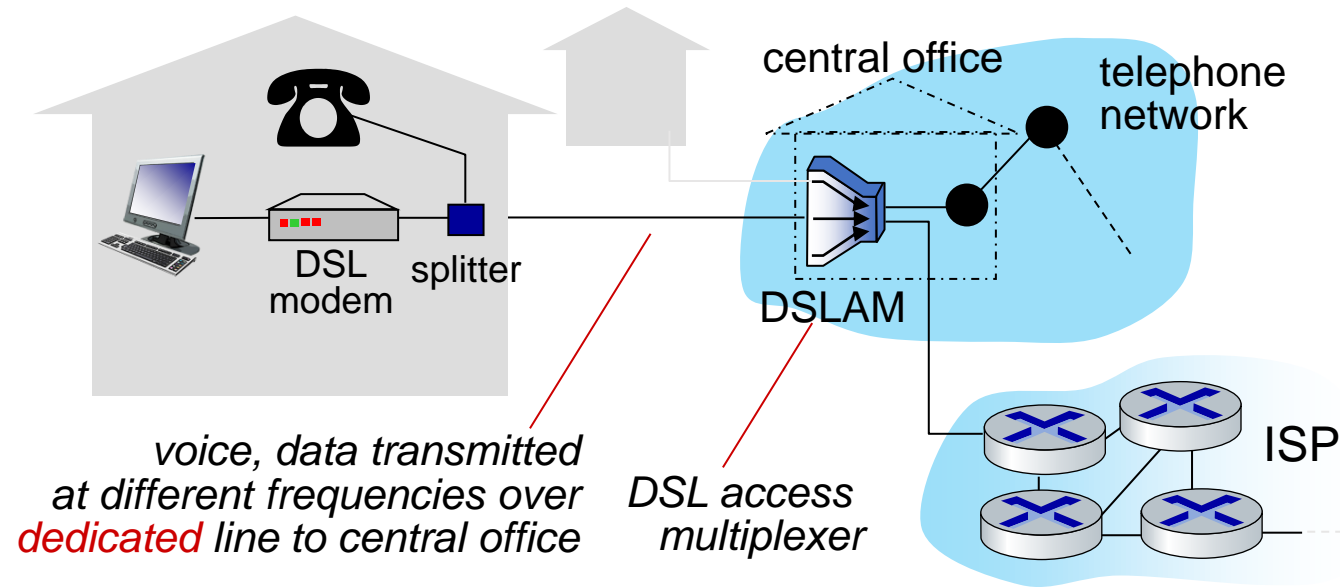 central office
telephone
network
DSL
modem
splitter
DSLAM
voice, data transmitted
at different frequencies over
dedicated line to central office
DSL access
multiplexer
ISP